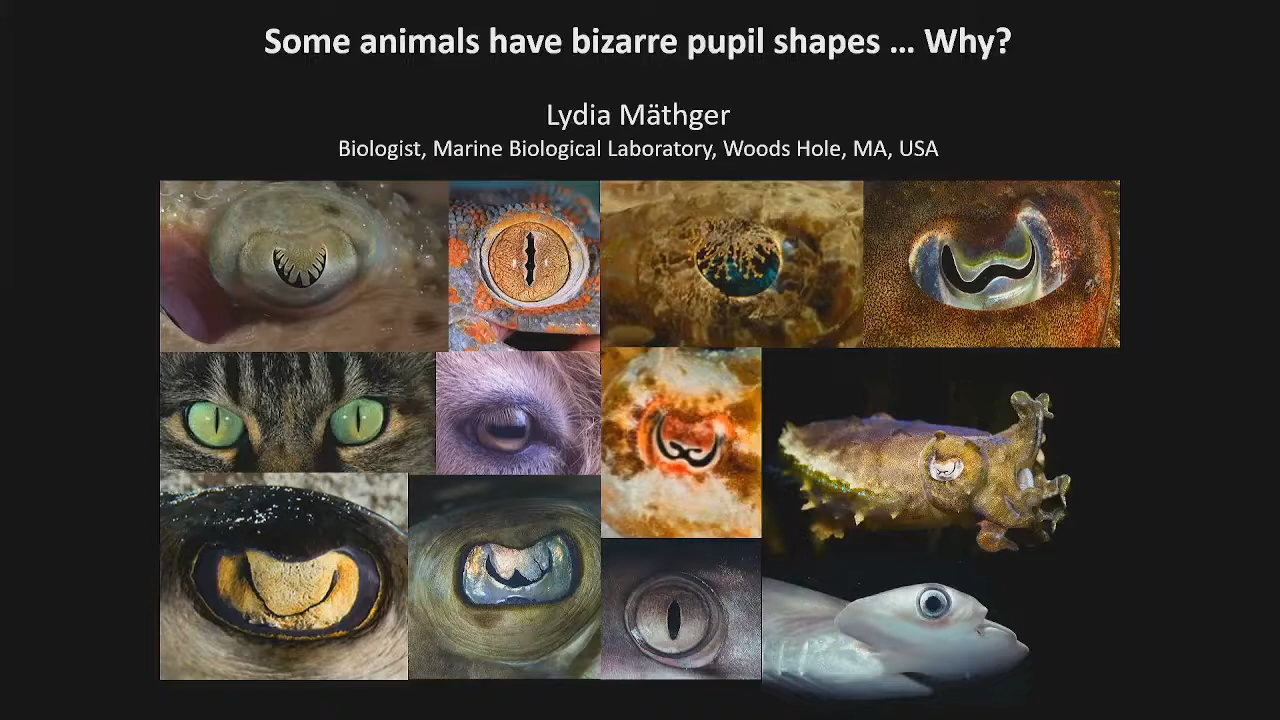 Some animals have bizarre pupil shapes ... Why?
Lydia Mäthger
Biologist, Marine Biological Laboratory, Woods Hole, MA, USA